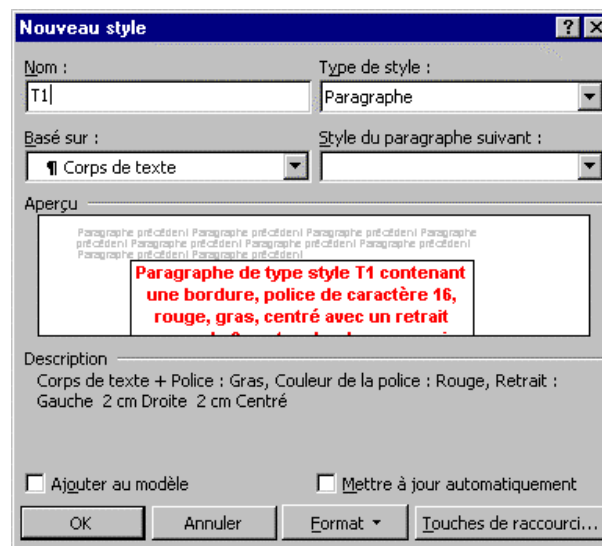 Nouveau style
Nom :
Type de style :
T1
Paragraphe
Basé sur :
Style du paragraphe suivant :
¶ Corps de texte
Aperçu
Paragraphe précédent Paragraphe précédent Paragraphe précédent Paragraphe
précédent Paragraphe précédent Paragraphe précédent Paragraphe précédent
Paragraphe précédent Paragraphe précédent
Paragraphe de type style T1 contenant
une bordure, police de caractère 16,
rouge, gras, centré avec un retrait
Description
Corps de texte + Police : Gras, Couleur de la police : Rouge, Retrait :
Gauche 2 cm Droite 2 cm Centré
Ajouter au modèle
Mettre à jour automatiquement
OK
Annuler
Format
Touches de raccourci...